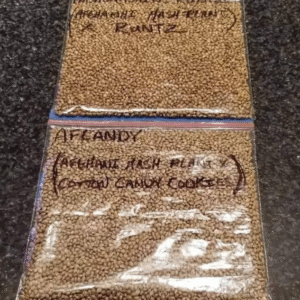 (AFGHANI HASH PLANT)
X RUNTZ
AFLANDY
(AFGHANI HASH PLANT X
COTTON CANDY COOKIES)